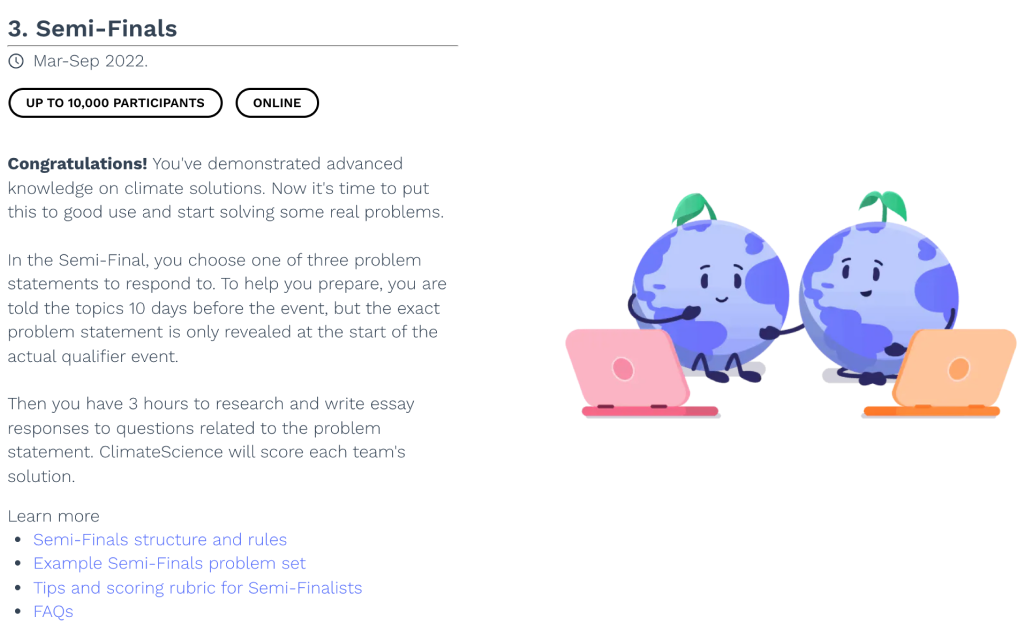 3. Semi-Finals
Mar-Sep 2022.
UP TO 10,000 PARTICIPANTS
ONLINE
Congratulations! You've demonstrated advanced
knowledge on climate solutions. Now it's time to put
this to good use and start solving some real problems.
In the Semi-Final, you choose one of three problem
statements to respond to. To help you prepare, you are
told the topics 10 days before the event, but the exact
problem statement is only revealed at the start of the
actual qualifier event.
Then you have 3 hours to research and write essay
responses to questions related to the problem
statement. ClimateScience will score each team's
solution.
Learn more
• Semi-Finals structure and rules
• Example Semi-Finals problem set
• Tips and scoring rubric for Semi-Finalists
• FAQs